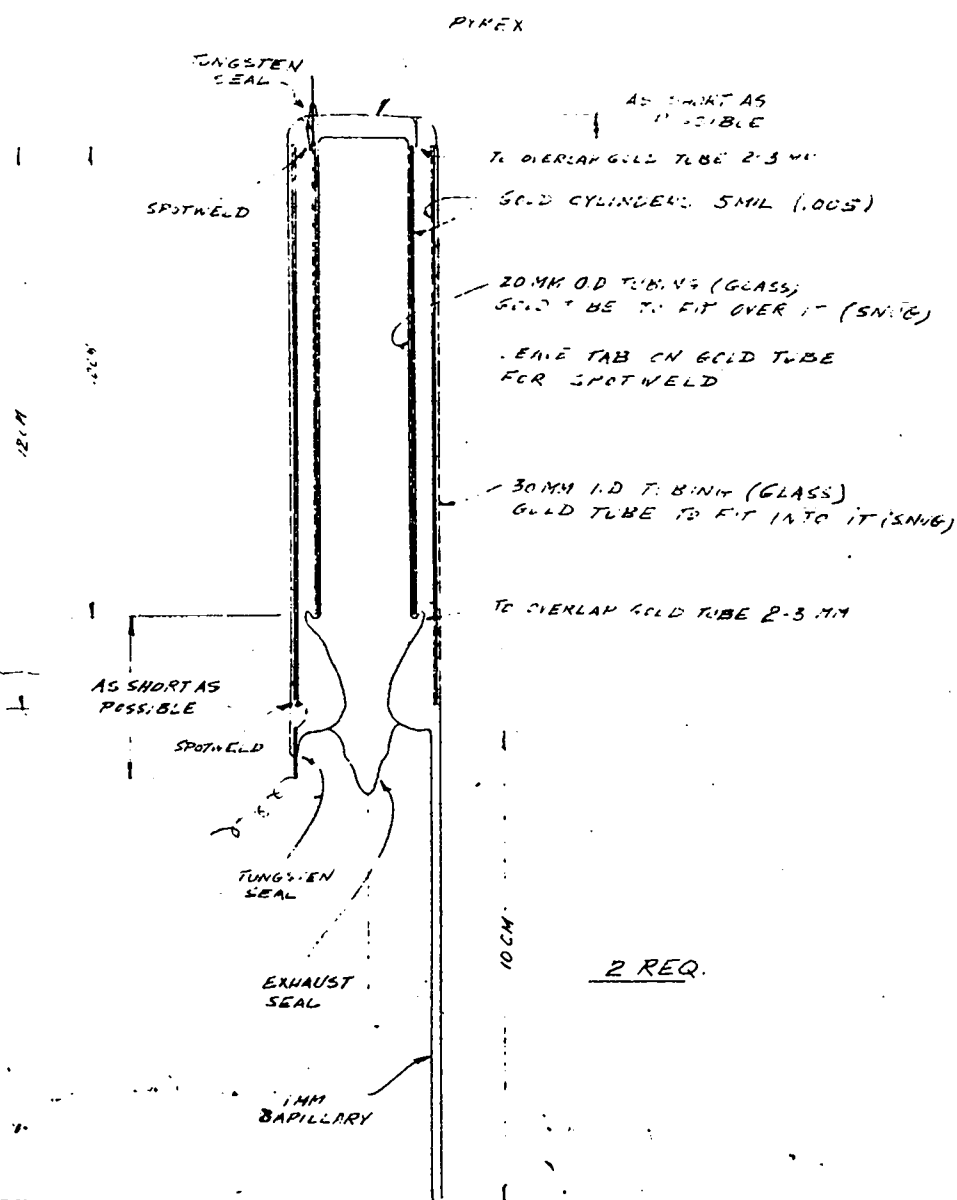 PYREX
TUNGSTEN
SEAL
AS SHORT AS
POSSIBLE
TO OVERLAP GOLD TUBE 2-3 MM
SPOTWELD
GOLD CYLINDERS 5MIL (.005)
20 MM O.D TUBING (GLASS)
GOLD TUBE TO FIT OVER IT (SNUG)
LEAVE TAB ON GOLD TUBE
FOR SPOTWELD
12CM
30MM I.D TUBING (GLASS)
GOLD TUBE TO FIT INTO IT (SNUG)
TO OVERLAP GOLD TUBE 2-3 MM
AS SHORT AS
POSSIBLE
SPOTWELD
TUNGSTEN
SEAL
10 CM
2 REQ.
EXHAUST
SEAL
1MM
CAPILLARY